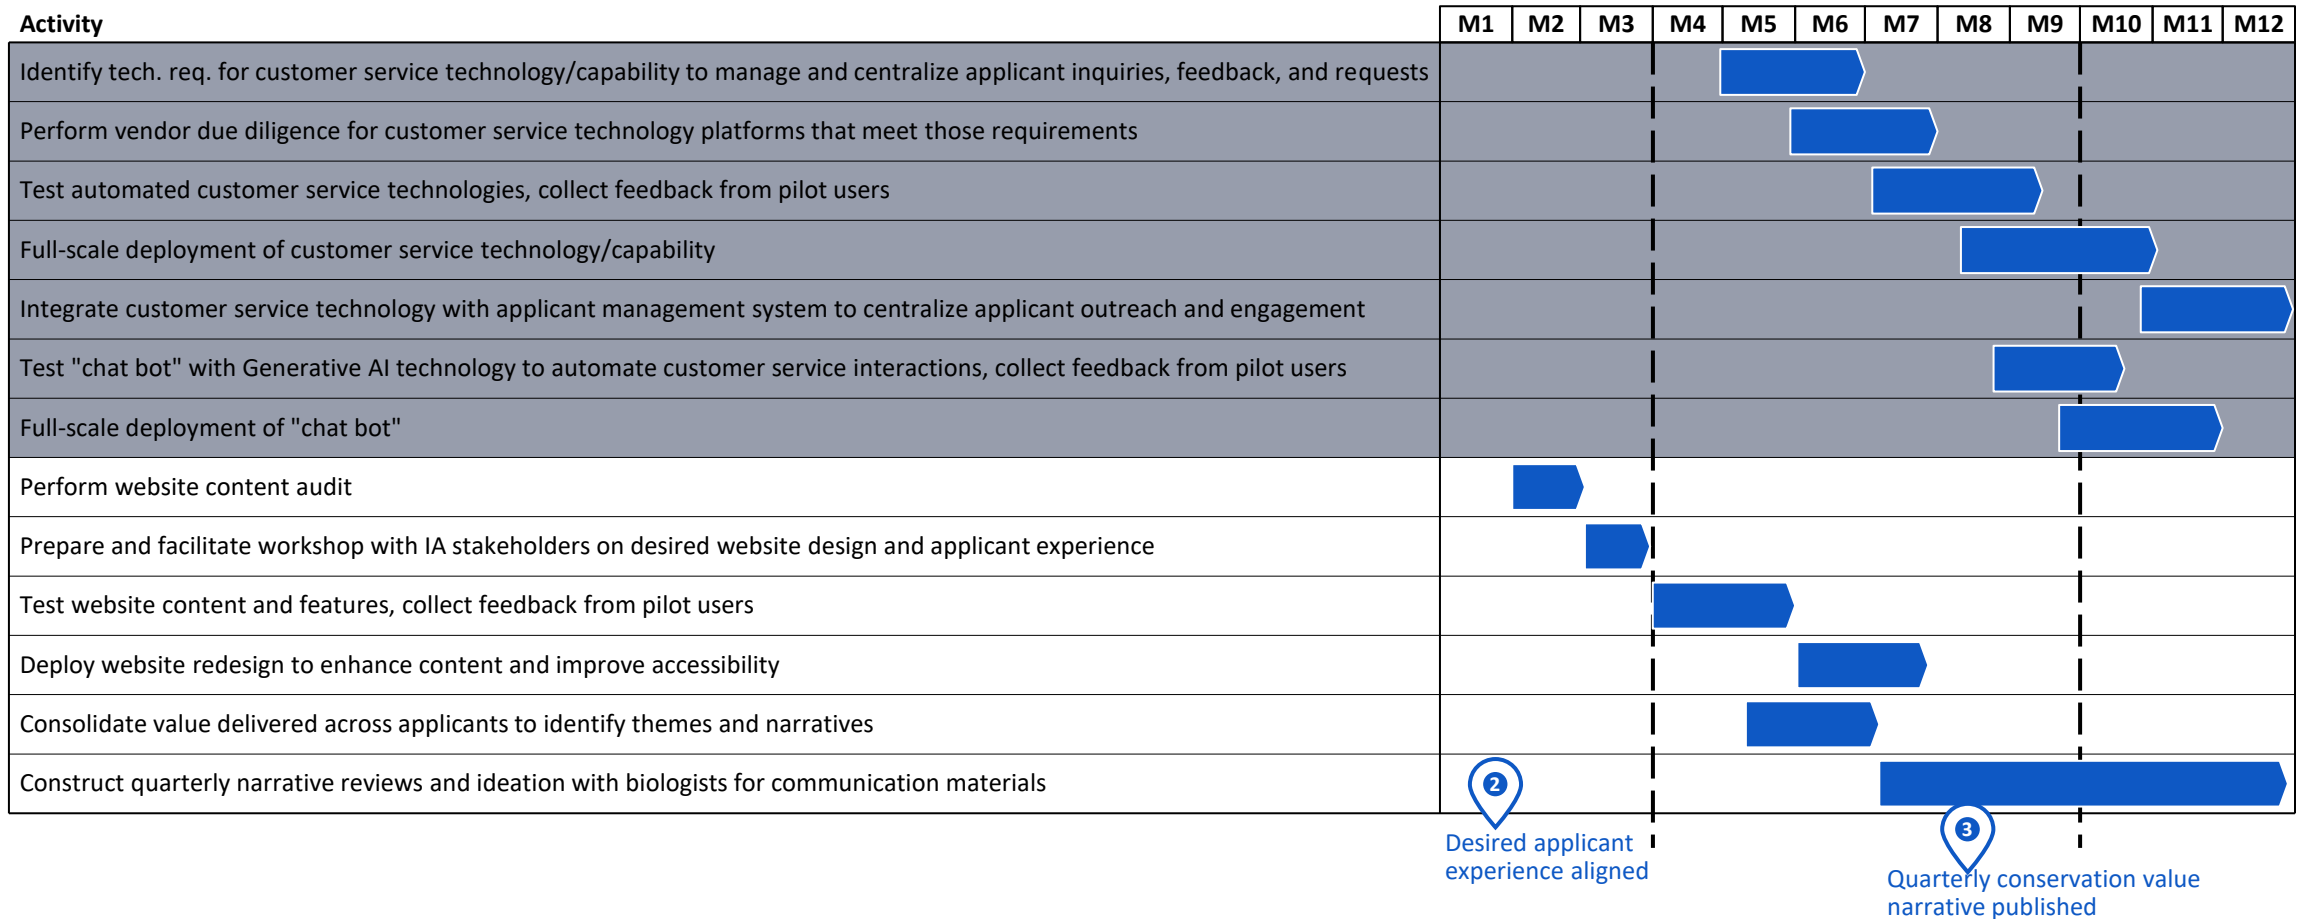 Activity M1 M2 M3 M4 M5 M6 M7 M8 M9 M10 M11 M12
Identify tech. req. for customer service technology/capability to manage and centralize applicant inquiries, feedback, and requests
Perform vendor due diligence for customer service technology platforms that meet those requirements
Test automated customer service technologies, collect feedback from pilot users
Full-scale deployment of customer service technology/capability
Integrate customer service technology with applicant management system to centralize applicant outreach and engagement
Test "chat bot" with Generative AI technology to automate customer service interactions, collect feedback from pilot users
Full-scale deployment of "chat bot"
Perform website content audit
Prepare and facilitate workshop with IA stakeholders on desired website design and applicant experience
Test website content and features, collect feedback from pilot users
Deploy website redesign to enhance content and improve accessibility
Consolidate value delivered across applicants to identify themes and narratives
Construct quarterly narrative reviews and ideation with biologists for communication materials
2
Desired applicant
experience aligned
3
Quarterly conservation value
narrative published